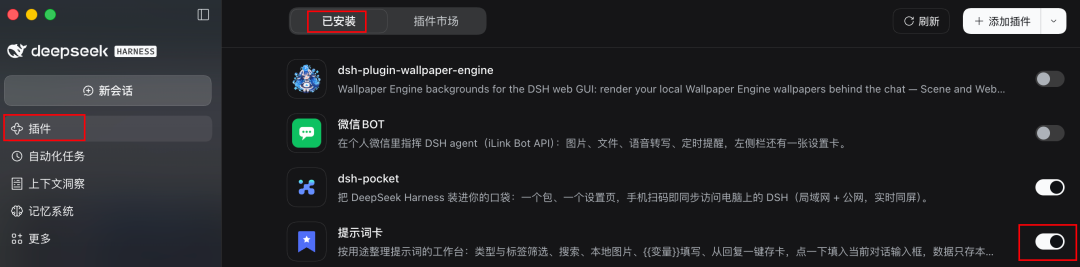 已安装
插件市场
刷新
+ 添加插件
deepseek HARNESS
新会话
插件
自动化任务
上下文洞察
记忆系统
更多
dsh-plugin-wallpaper-engine
Wallpaper Engine backgrounds for the DSH web GUI: render your local Wallpaper Engine wallpapers behind the chat — Scene and Web...
微信BOT
在个人微信里指挥 DSH agent（iLink Bot API）：图片、文件、语音转写、定时提醒，左侧栏还有一张设置卡。
dsh-pocket
把 DeepSeek Harness 装进你的口袋：一个包、一个设置页，手机扫码即同步访问电脑上的 DSH（局域网 + 公网，实时同屏）。
提示词卡
按用途整理提示词的工作台：类型与标签筛选、搜索、本地图片、{{变量}}填写、从回复一键存卡，点一下填入当前对话输入框，数据只存本...